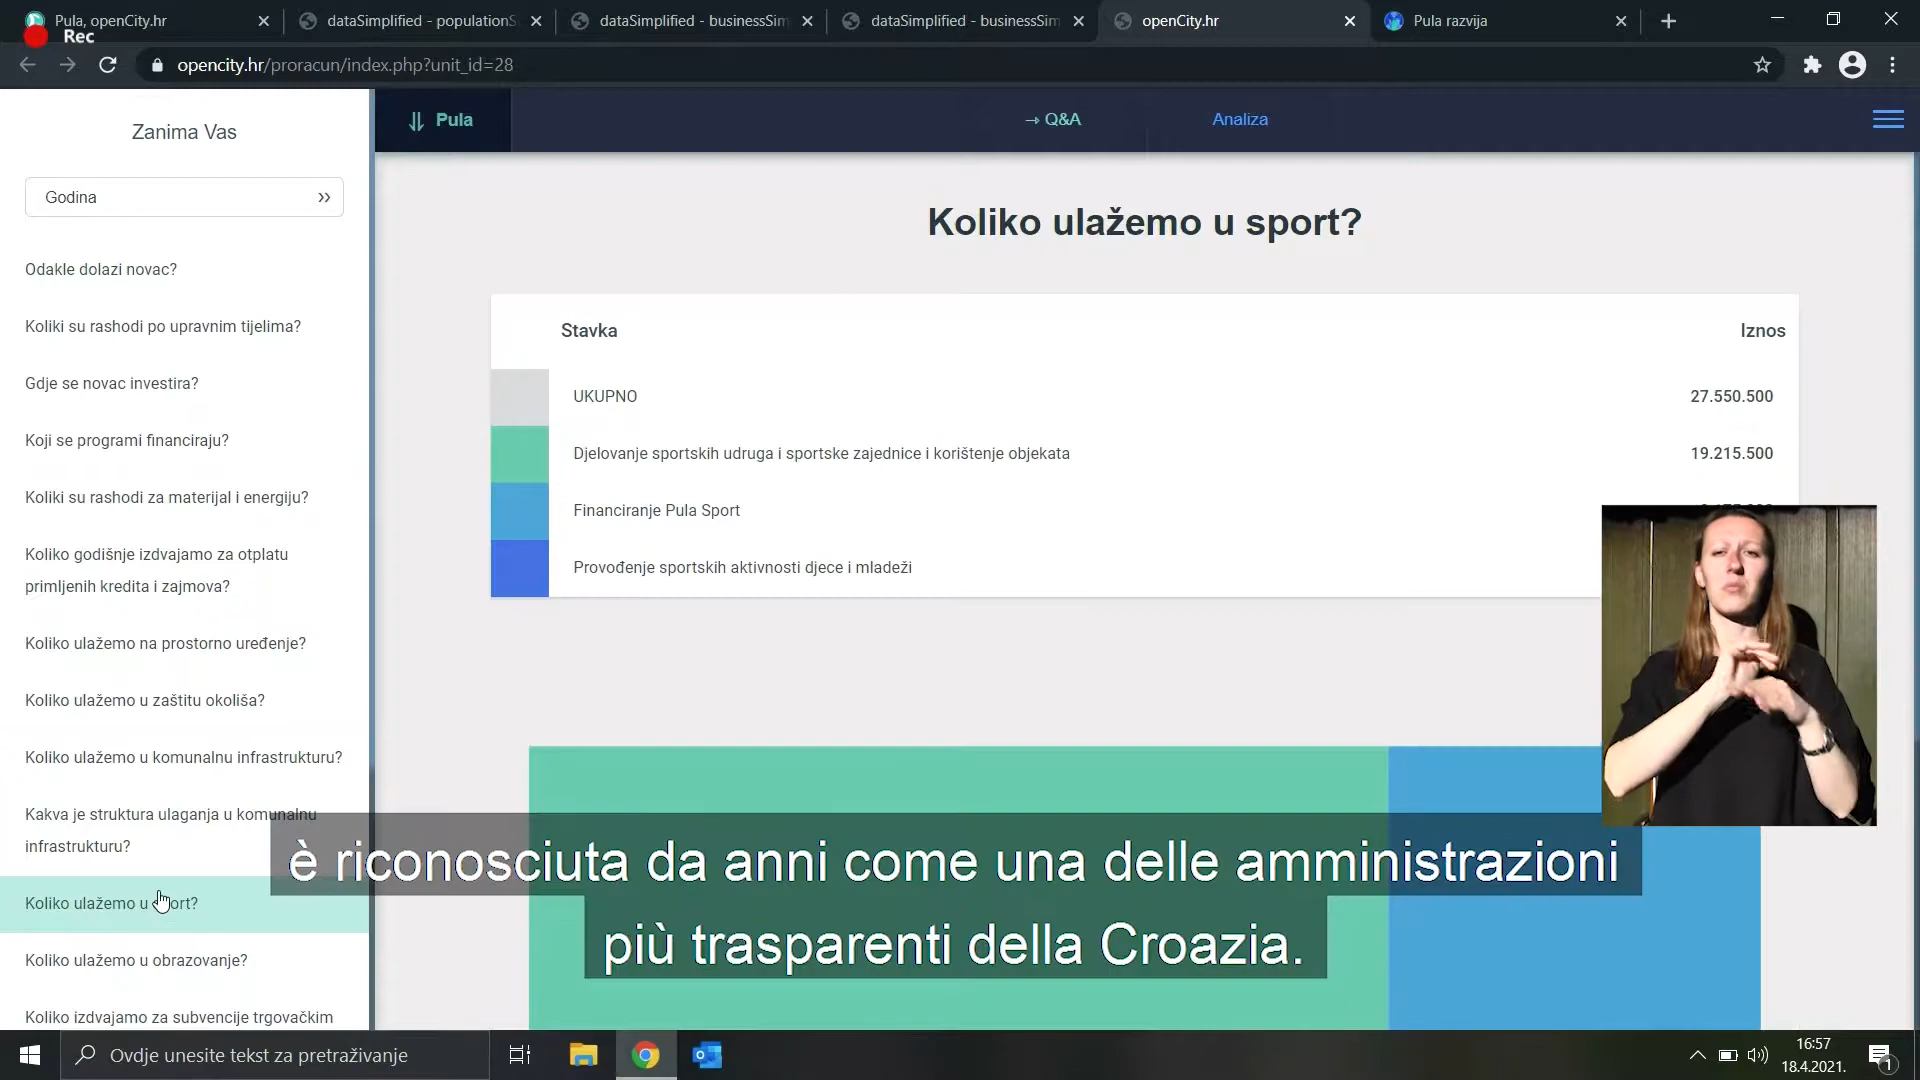 Pula, openCity.hr
dataSimplified - populationS
dataSimplified - businessSim
dataSimplified - businessSim
openCity.hr
Pula razvija
Rec
opencity.hr/proracun/index.php?unit_id=28
Zanima Vas
Godina
Odakle dolazi novac?
Koliki su rashodi po upravnim tijelima?
Gdje se novac investira?
Koji se programi financiraju?
Koliki su rashodi za materijal i energiju?
Koliko godišnje izdvajamo za otplatu
primljenih kredita i zajmova?
Koliko ulažemo na prostorno uređenje?
Koliko ulažemo u zaštitu okoliša?
Koliko ulažemo u komunalnu infrastrukturu?
Kakva je struktura ulaganja u komunalnu
infrastrukturu?
Koliko ulažemo u sport?
Koliko ulažemo u obrazovanje?
Koliko izdvajamo za subvencije trgovačkim
Pula
→ Q&A
Analiza
Koliko ulažemo u sport?
Stavka Iznos
UKUPNO 27.550.500
Djelovanje sportskih udruga i sportske zajednice i korištenje objekata 19.215.500
Financiranje Pula Sport
Provođenje sportskih aktivnosti djece i mladeži
è riconosciuta da anni come una delle amministrazioni
più trasparenti della Croazia.
Ovdje unesite tekst za pretraživanje
16:57
18.4.2021.
1